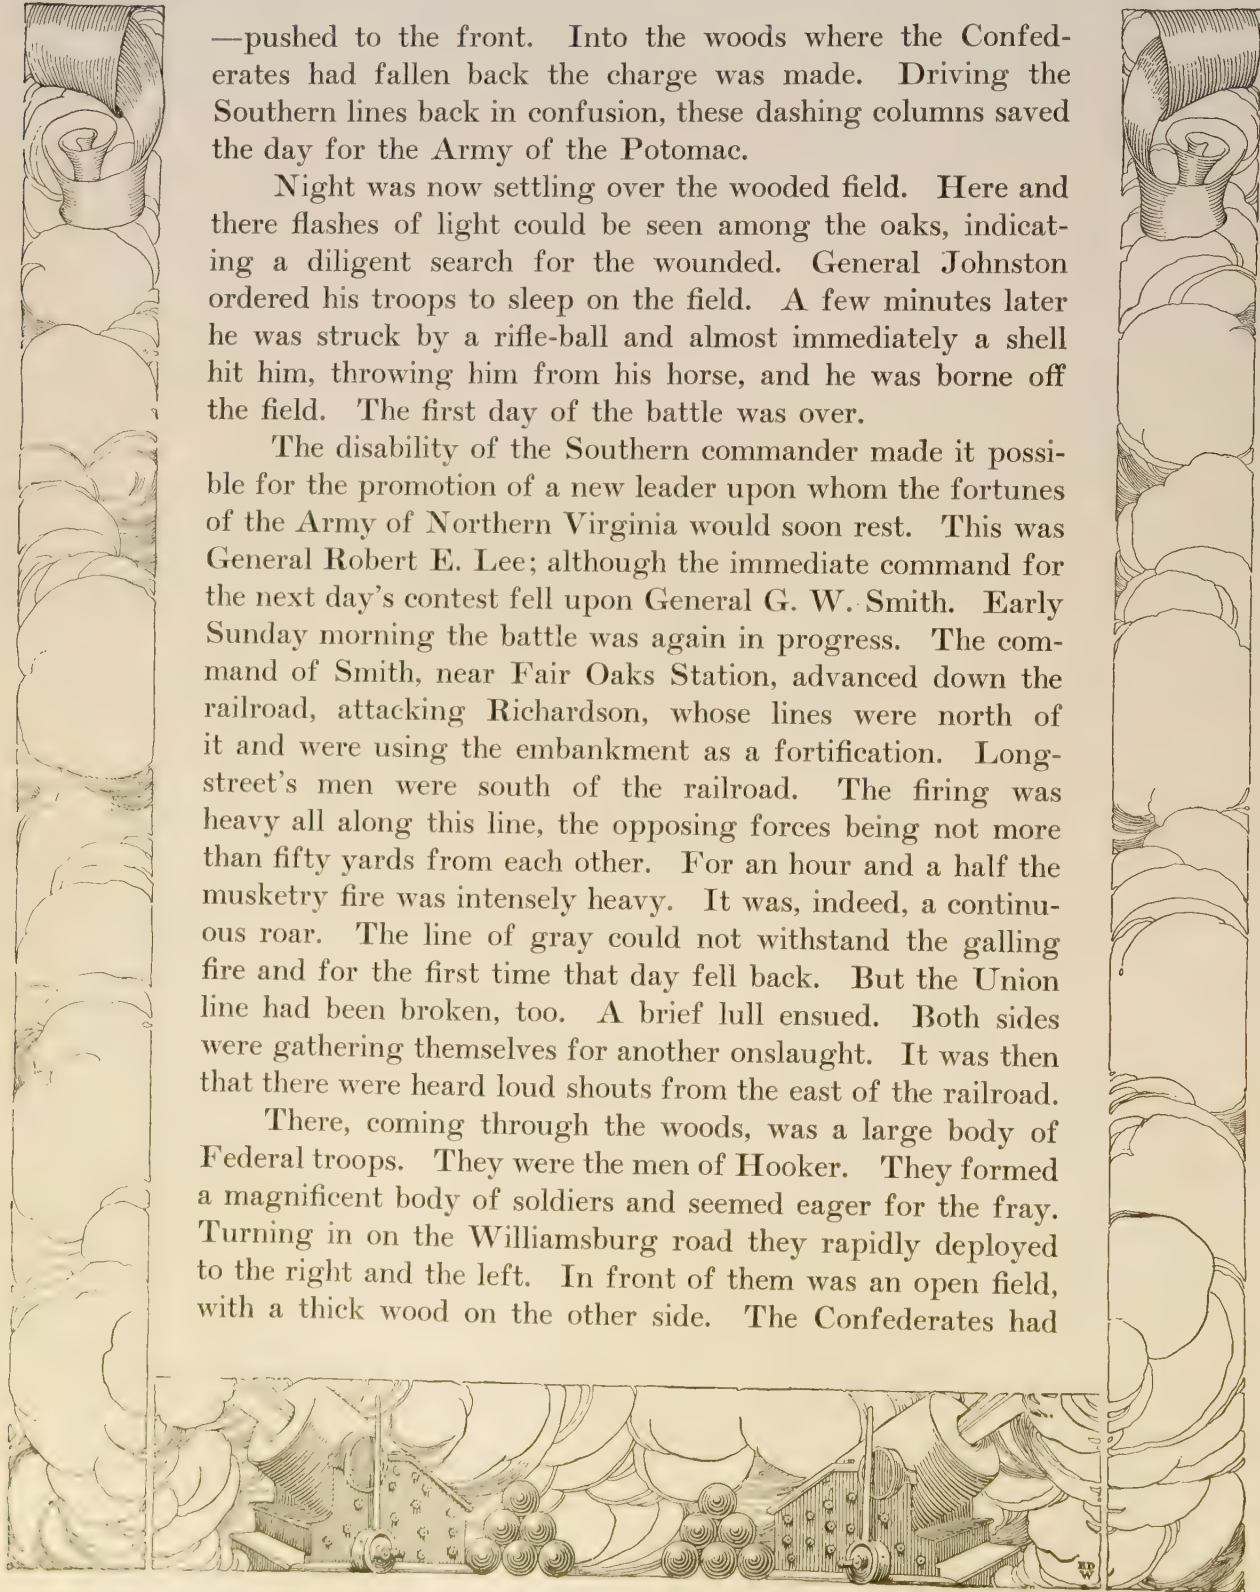 —pushed to the front. Into the woods where the Confed-
erates had fallen back the charge was made. Driving the
Southern lines back in confusion, these dashing columns saved
the day for the Army of the Potomac.
Night was now settling over the wooded field. Here and
there flashes of light could be seen among the oaks, indicat-
ing a diligent search for the wounded. General Johnston
ordered his troops to sleep on the field. A few minutes later
he was struck by a rifle-ball and almost immediately a shell
hit him, throwing him from his horse, and he was borne off
the field. The first day of the battle was over.
The disability of the Southern commander made it possi-
ble for the promotion of a new leader upon whom the fortunes
of the Army of Northern Virginia would soon rest. This was
General Robert E. Lee; although the immediate command for
the next day's contest fell upon General G. W. Smith. Early
Sunday morning the battle was again in progress. The com-
mand of Smith, near Fair Oaks Station, advanced down the
railroad, attacking Richardson, whose lines were north of
it and were using the embankment as a fortification. Long-
street's men were south of the railroad. The firing was
heavy all along this line, the opposing forces being not more
than fifty yards from each other. For an hour and a half the
musketry fire was intensely heavy. It was, indeed, a continu-
ous roar. The line of gray could not withstand the galling
fire and for the first time that day fell back. But the Union
line had been broken, too. A brief lull ensued. Both sides
were gathering themselves for another onslaught. It was then
that there were heard loud shouts from the east of the railroad.
There, coming through the woods, was a large body of
Federal troops. They were the men of Hooker. They formed
a magnificent body of soldiers and seemed eager for the fray.
Turning in on the Williamsburg road they rapidly deployed
to the right and the left. In front of them was an open field,
with a thick wood on the other side. The Confederates had